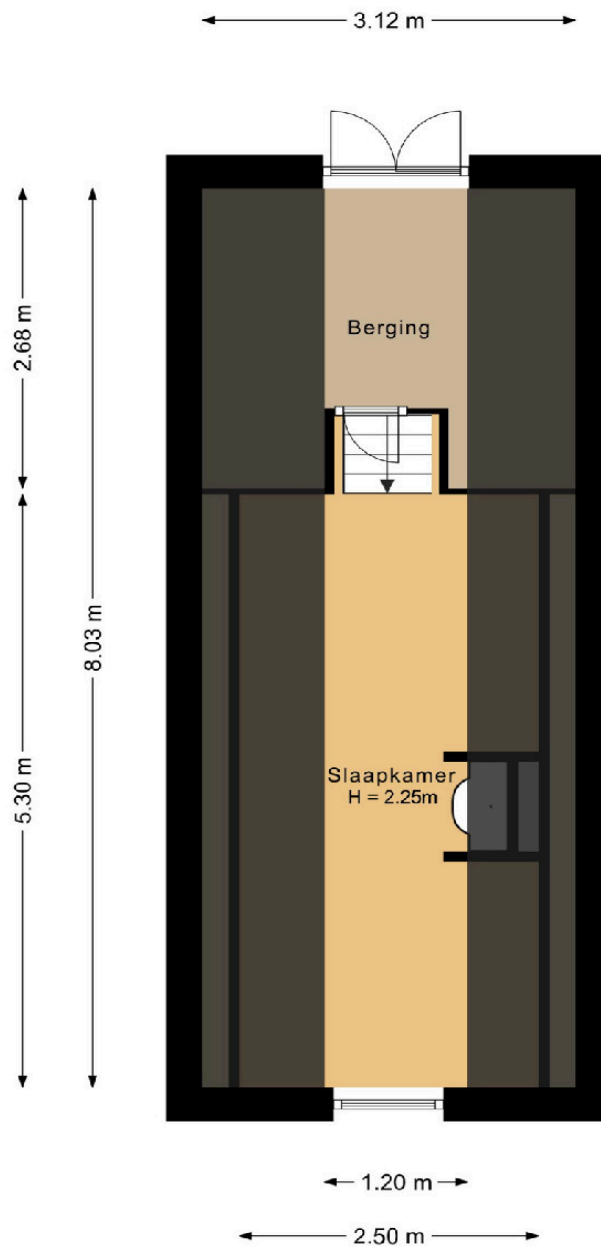 3.12 m
2.68 m
8.03 m
5.30 m
Berging
Slaapkamer
H = 2.25m
1.20 m
2.50 m